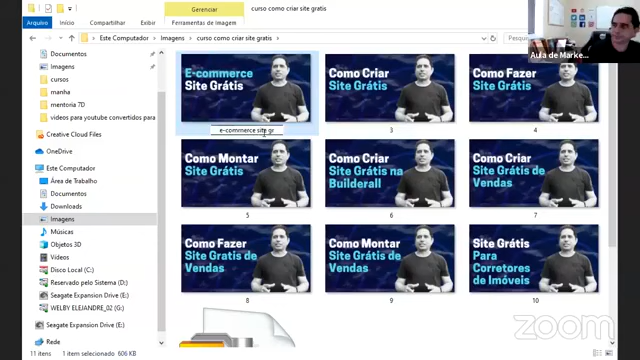 Gerenciar
curso como criar site gratis
Arquivo
Início
Compartilhar
Exibir
Ferramentas de Imagem
Este Computador
Imagens
curso como criar site gratis
Aula de Marke...
Documentos
Imagens
cursos
manha
mentoria 7D
videos para youtube convertidos para
Creative Cloud Files
OneDrive
Este Computador
Área de Trabalho
Documentos
Downloads
Imagens
Músicas
Objetos 3D
Vídeos
Disco Local (C:)
Reservado pelo Sistema (D:)
Seagate Expansion Drive (E:)
WELBY ELEJANDRE_02 (G:)
Seagate Expansion Drive (E:)
Rede
11 itens
1 item selecionado 606 KB
E-commerce
Site Grátis
e-commerce site gr
Como Criar
Site Grátis
3
Como Fazer
Site Grátis
4
Como Montar
Site Grátis
5
Como Criar
Site Grátis na
Builderall
6
Como Criar
Site Grátis de
Vendas
7
Como Fazer
Site Gratis de
Vendas
8
Como Montar
Site Grátis de
Vendas
9
Site Grátis
Para
Corretores
de Imóveis
10
zoom